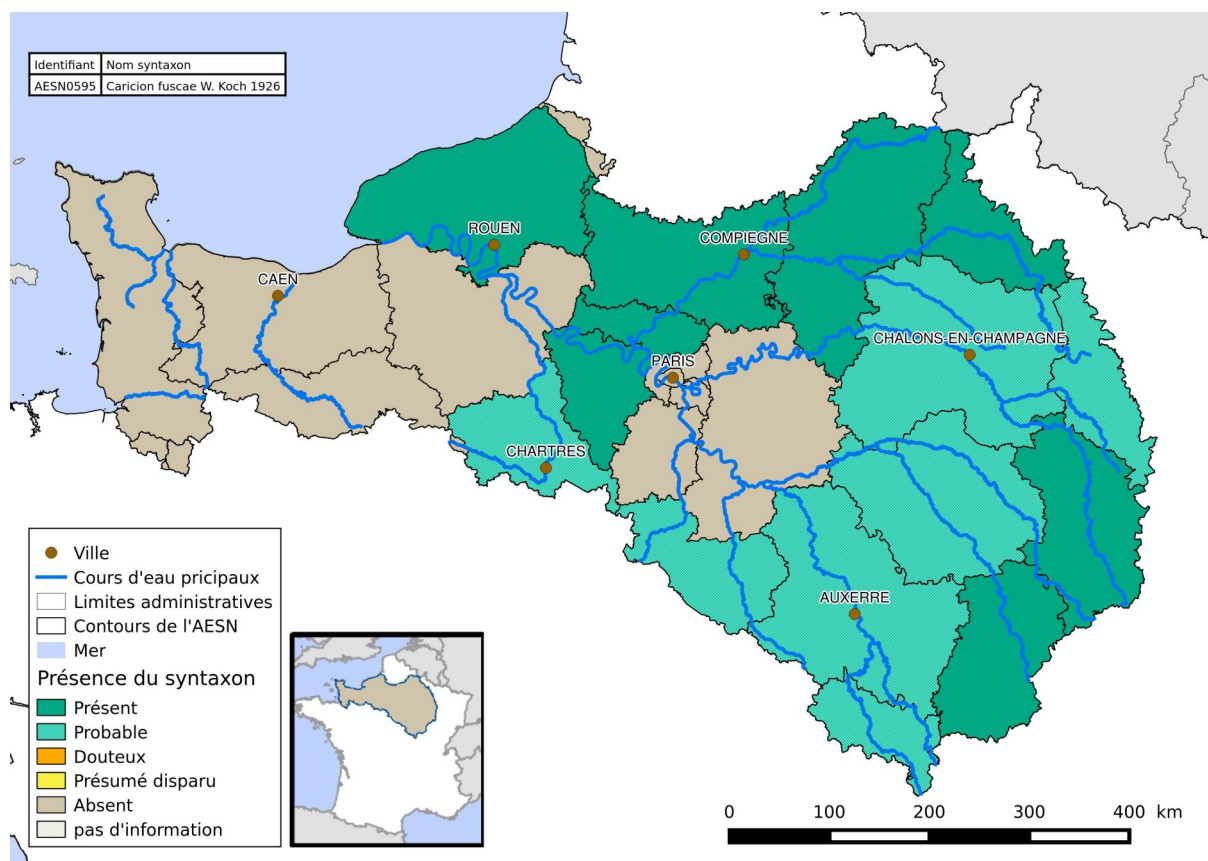 Identifiant Nom syntaxon
AESN0595 Caricion fuscae W. Koch 1926
ROUEN
COMPIEGNE
CAEN
CHALONS-EN-CHAMPAGNE
PARIS
CHARTRES
AUXERRE
Ville
Cours d'eau pricipaux
Limites administratives
Contours de l'AESN
Mer
Présence du syntaxon
Présent
Probable
Douteux
Présumé disparu
Absent
pas d'information
0 100 200 300 400 km